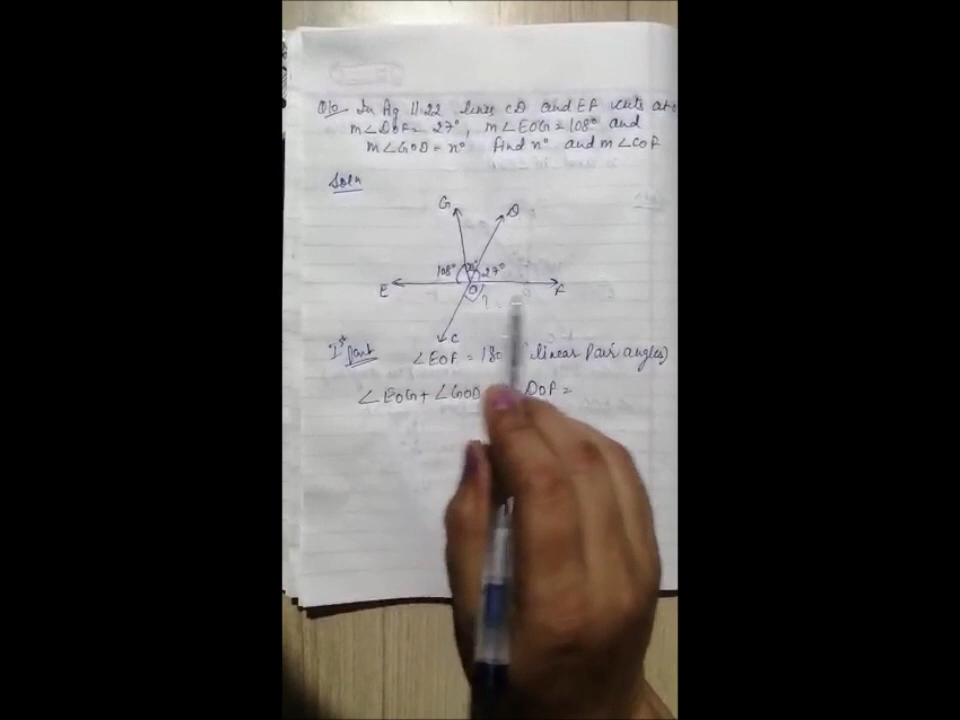 Q10 In fig 11.22 lines CD and EF at
m∠DOF = 27°, m∠EOG = 108° and
m∠GOD = n° find n° and m∠COF
Soln
G D
108° n° 27°
E O F
?
C
Ist part ∠EOF = 180 linear pair angles)
∠EOG + ∠GOD DOF =